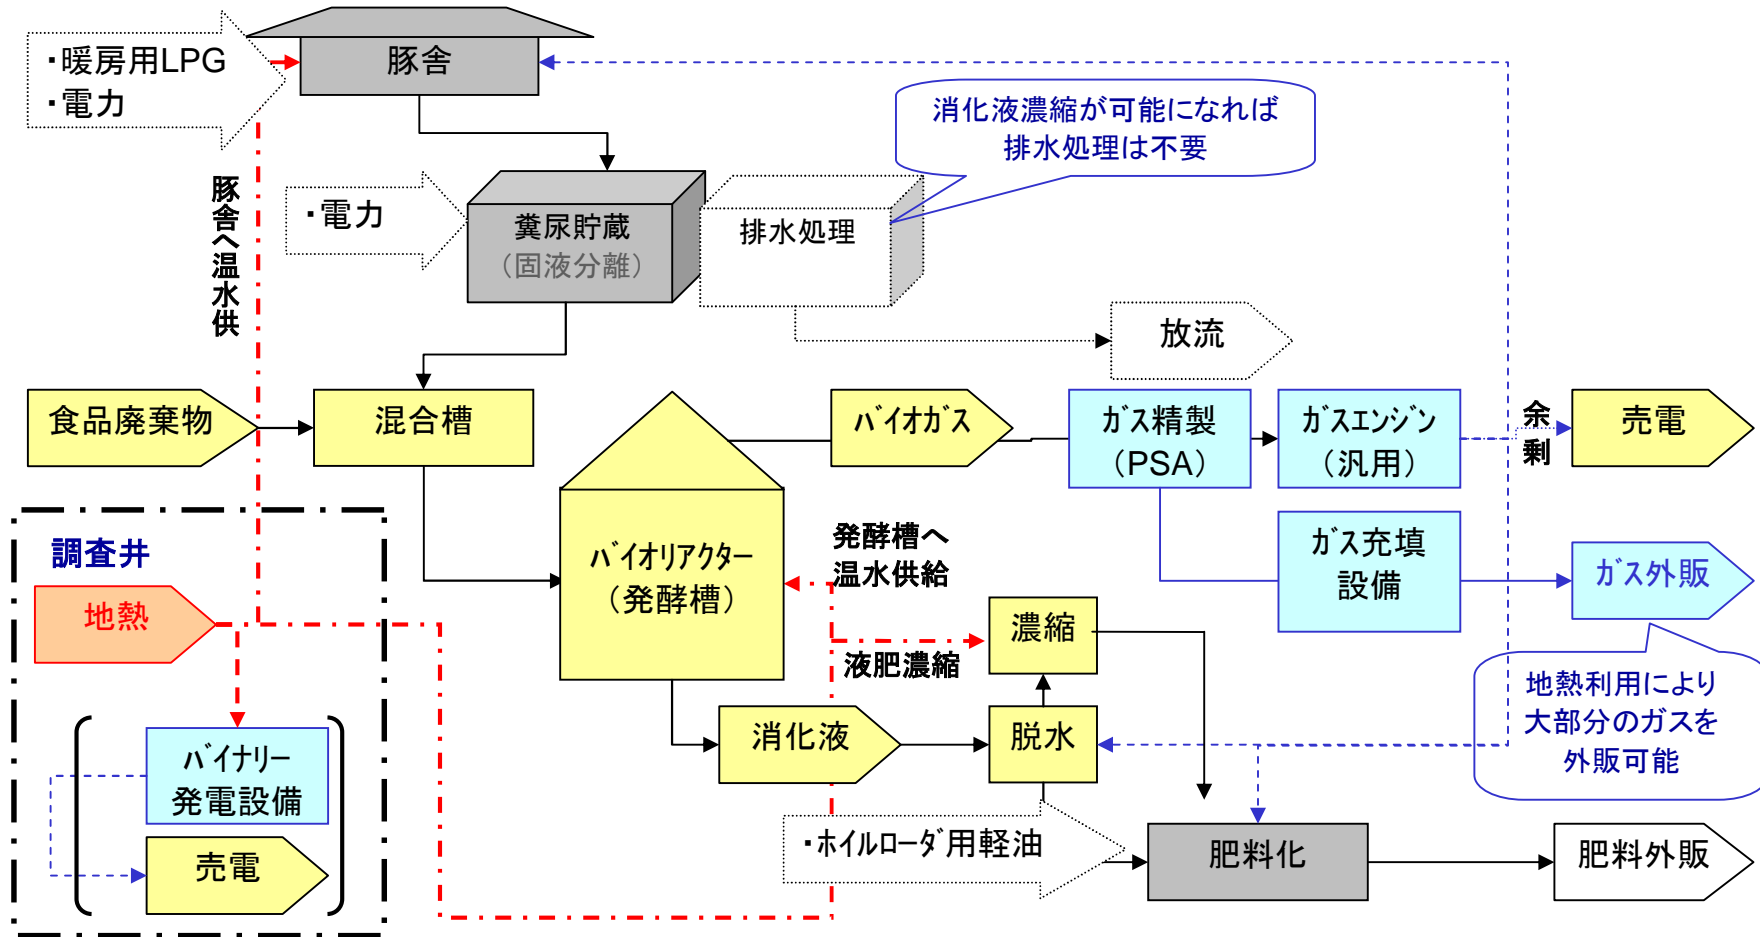 ・暖房用LPG
・電力
豚舎
消化液濃縮が可能になれば
排水処理は不要
豚舎へ温水供
・電力
糞尿貯蔵
（固液分離）
排水処理
放流
食品廃棄物
混合槽
ﾊﾞｲｵｶﾞｽ
ｶﾞｽ精製
（PSA）
ｶﾞｽｴﾝｼﾞﾝ
（汎用）
余剰
売電
調査井
地熱
ﾊﾞｲｵﾘｱｸﾀｰ
（発酵槽）
発酵槽へ
温水供給
ｶﾞｽ充填
設備
ｶﾞｽ外販
濃縮
液肥濃縮
地熱利用により
大部分のガスを
外販可能
ﾊﾞｲﾅﾘｰ
発電設備
消化液
脱水
売電
・ﾎｲﾙﾛｰﾀﾞ用軽油
肥料化
肥料外販